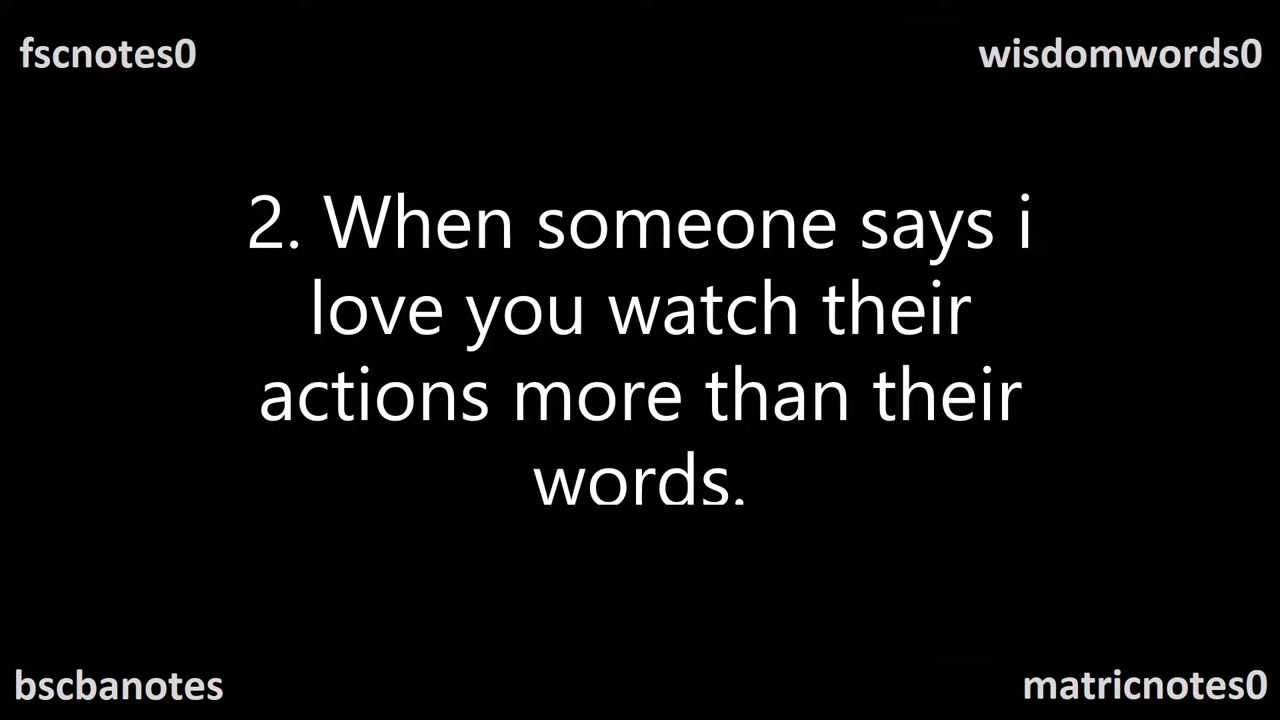 fscnotes0
wisdomwords0
2. When someone says i
love you watch their
actions more than their
words.
bscbanotes
matricnotes0